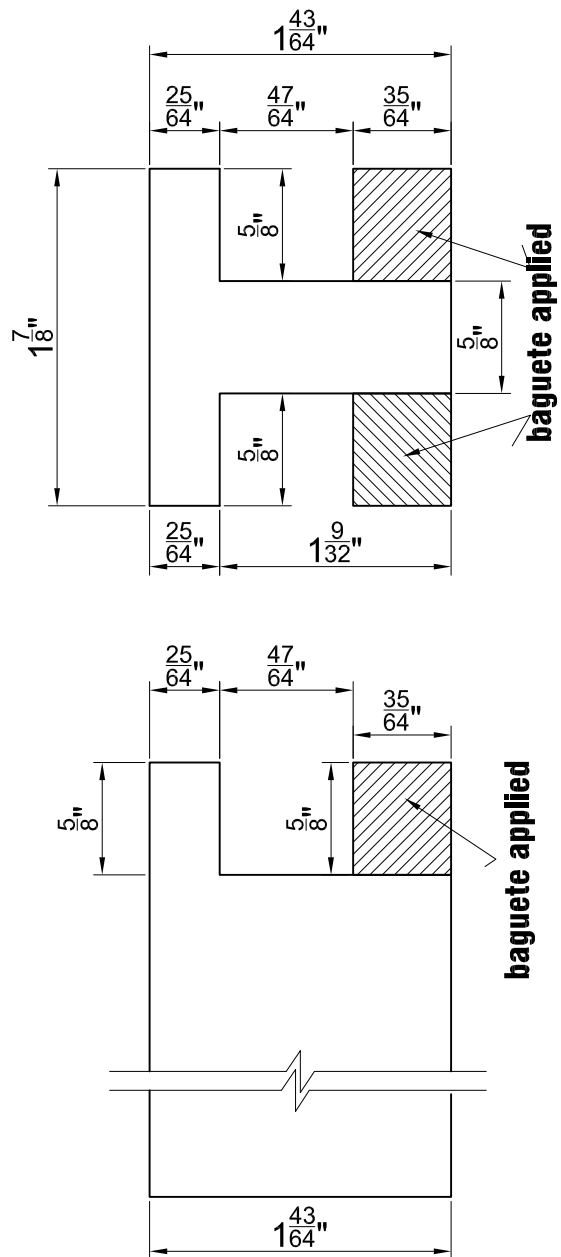 1 43/64"
25/64" 47/64" 35/64"
5/8"
1 7/8"
5/8"
baguete applied
5/8"
25/64" 1 9/32"
25/64" 47/64"
35/64"
5/8" 5/8"
baguete applied
1 43/64"